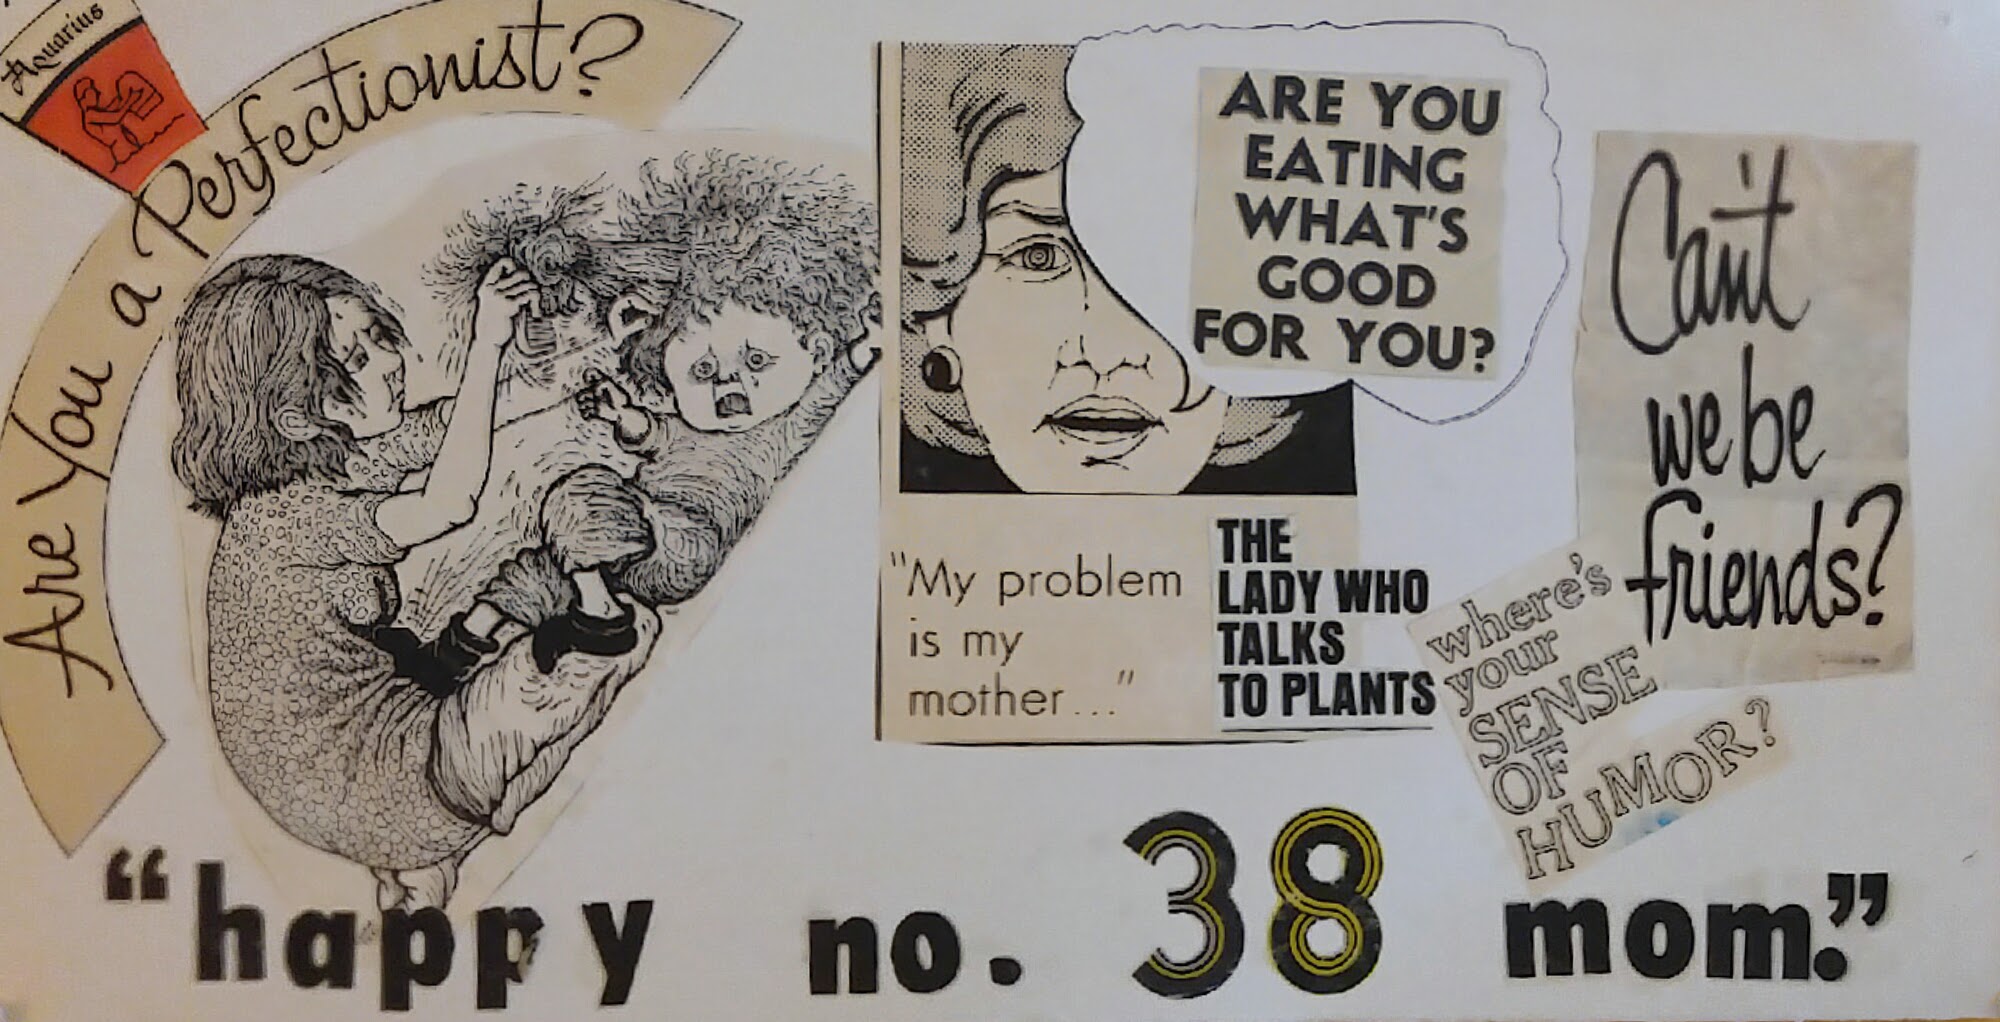 Aquarius
Are You a Perfectionist?
ARE YOU
EATING
WHAT'S
GOOD
FOR YOU?
"My problem
is my
mother..."
THE
LADY WHO
TALKS
TO PLANTS
Can't
we be
friends?
where's
your
SENSE
OF
HUMOR?
"happy no. 38 mom."